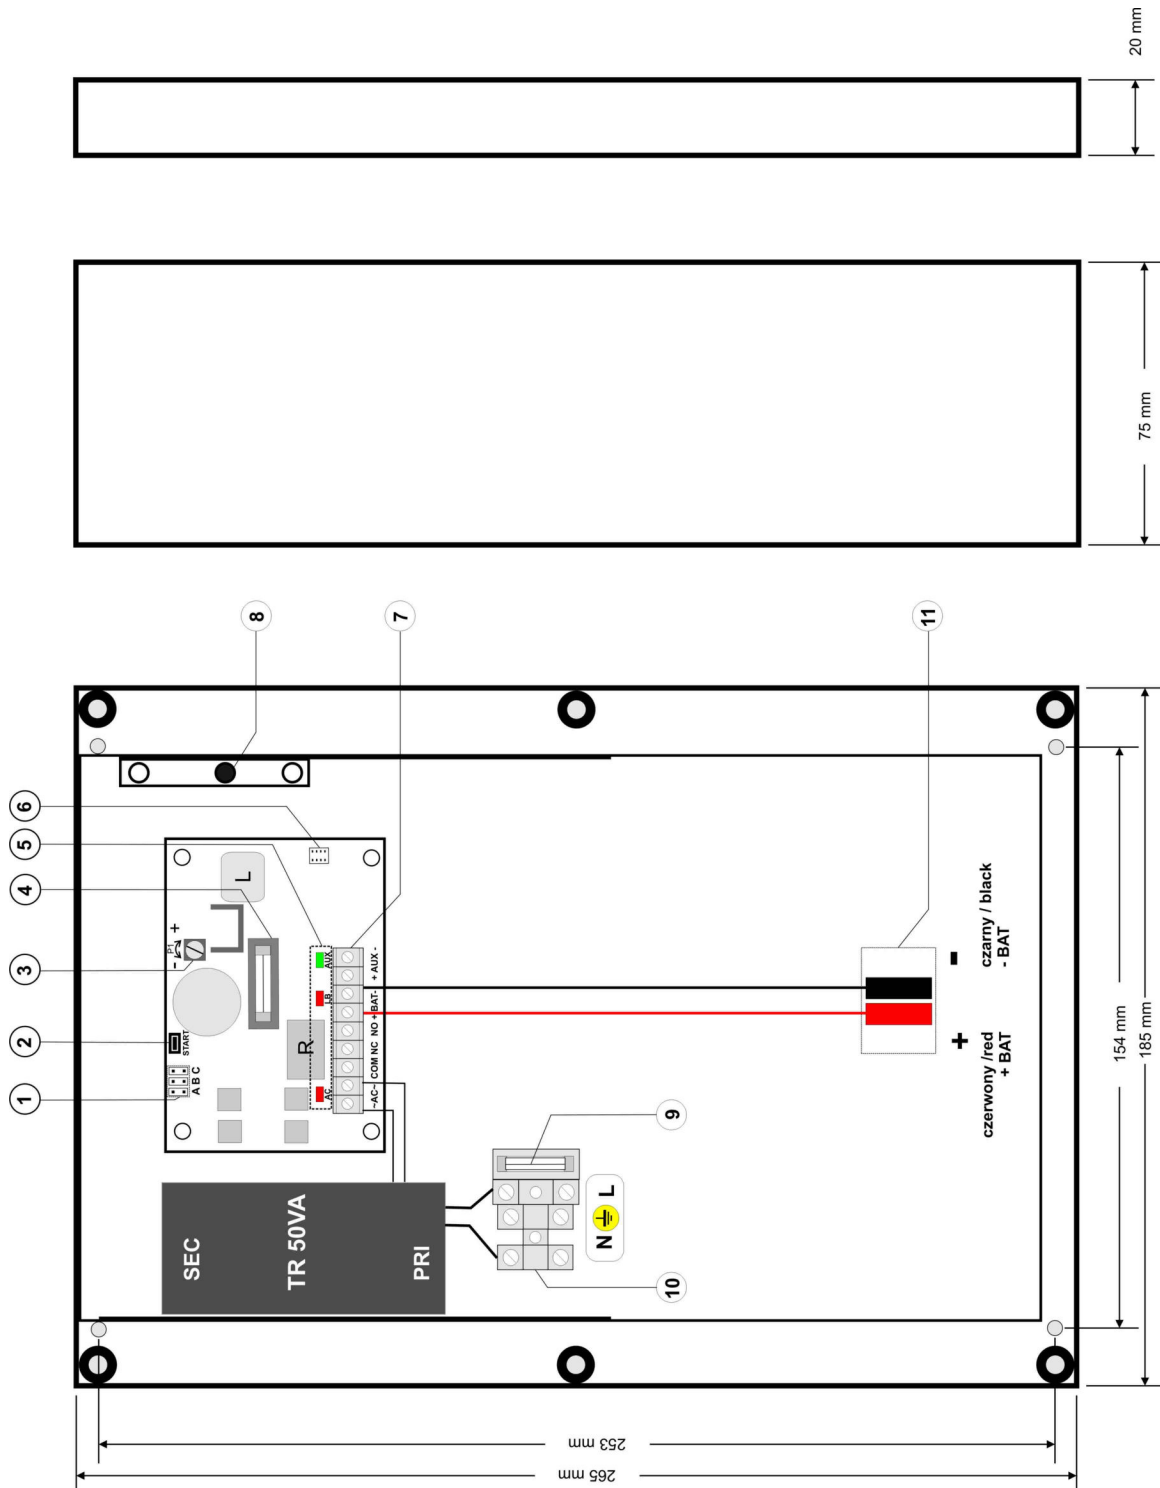 20 mm
75 mm
1
2
3
4
5
6
8
7
11
A B C
START
P1
- +
L
R
AC
LB
AUX
~AC~ COM NC NO +BAT- + AUX -
SEC
TR 50VA
PRI
9
N L
10
+
-
czerwony /red
+ BAT
czarny / black
- BAT
154 mm
185 mm
253 mm
265 mm